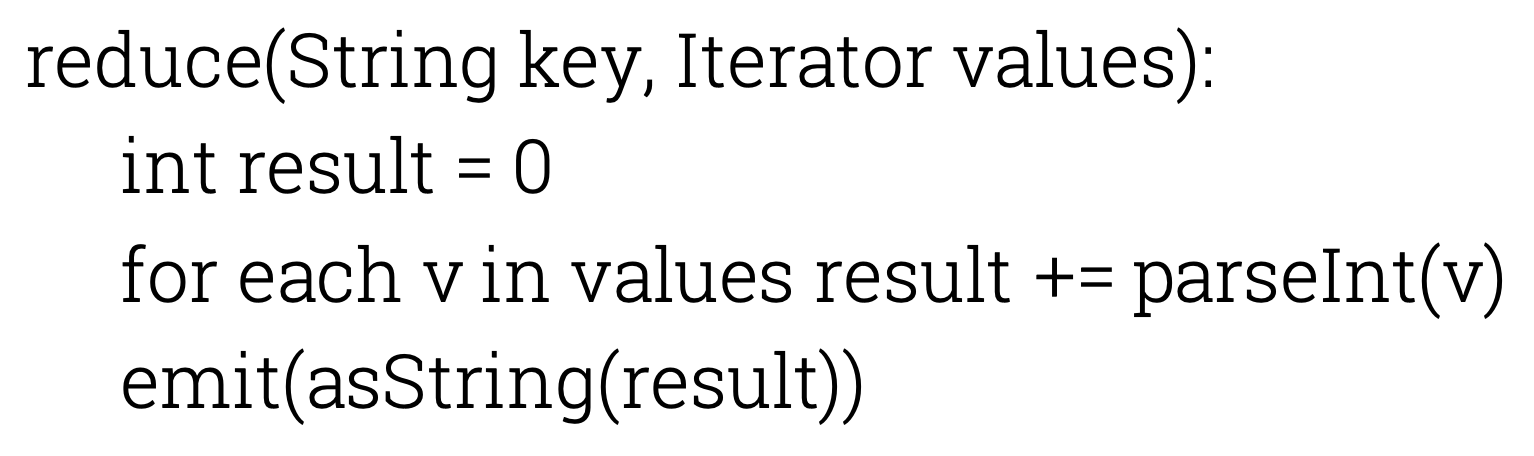 reduce(String key, Iterator values):
int result = 0
for each v in values result += parseInt(v)
emit(asString(result))